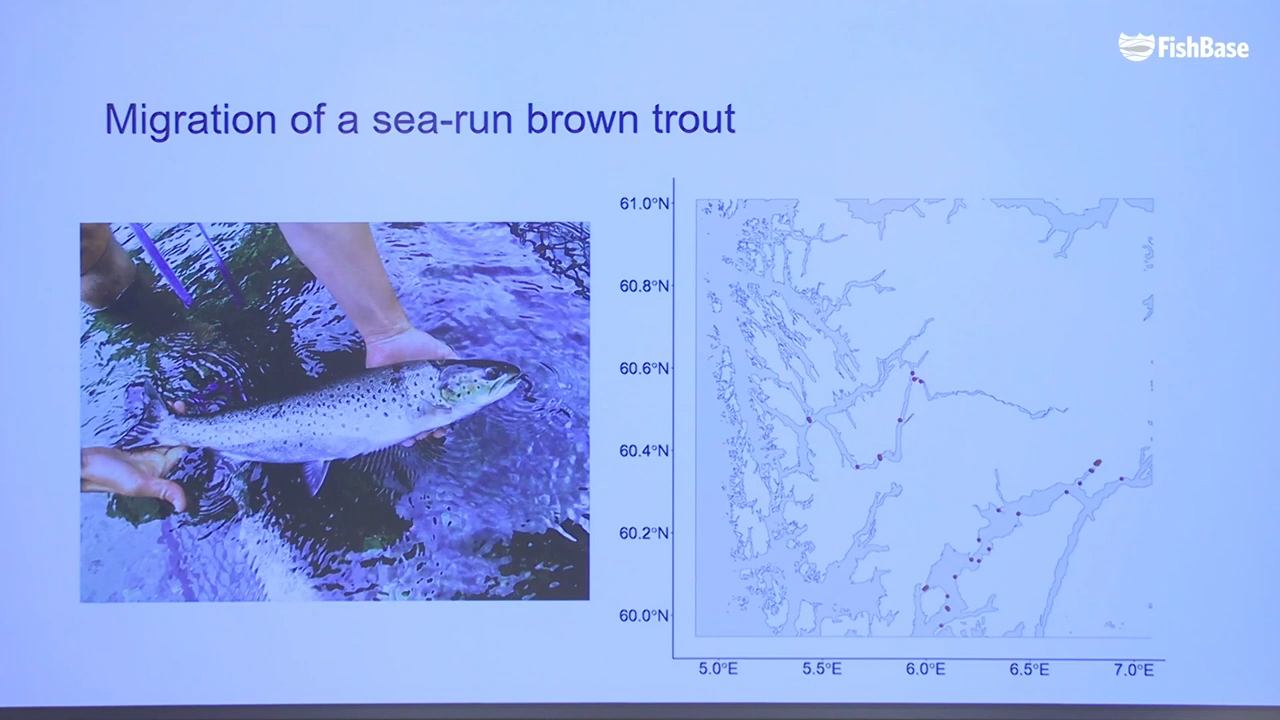 FishBase
Migration of a sea-run brown trout
61.0°N
60.8°N
60.6°N
60.4°N
60.2°N
60.0°N
5.0°E 5.5°E 6.0°E 6.5°E 7.0°E